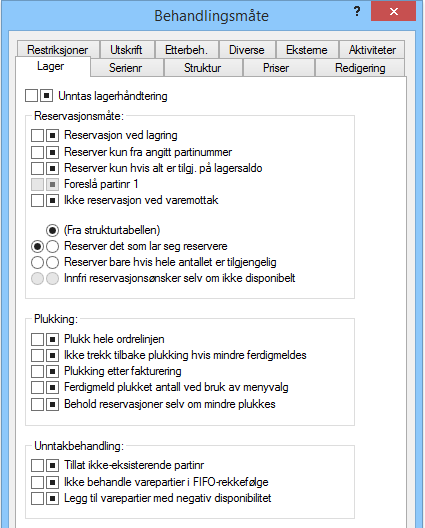 Behandlingsmåte
?
Restriksjoner Utskrift Etterbeh. Diverse Eksterne Aktiviteter
Lager Serienr Struktur Priser Redigering
Unntas lagerhåndtering
Reservasjonsmåte:
Reservasjon ved lagring
Reserver kun fra angitt partinummer
Reserver kun hvis alt er tilgj. på lagersaldo
Foreslå partinr 1
Ikke reservasjon ved varemottak
(Fra strukturtabellen)
Reserver det som lar seg reservere
Reserver bare hvis hele antallet er tilgjengelig
Innfri reservasjonsønsker selv om ikke disponibelt
Plukking:
Plukk hele ordrelinjen
Ikke trekk tilbake plukking hvis mindre ferdigmeldes
Plukking etter fakturering
Ferdigmeld plukket antall ved bruk av menyvalg
Behold reservasjoner selv om mindre plukkes
Unntakbehandling:
Tillat ikke-eksisterende partinr
Ikke behandle varepartier i FIFO-rekkefølge
Legg til varepartier med negativ disponibilitet